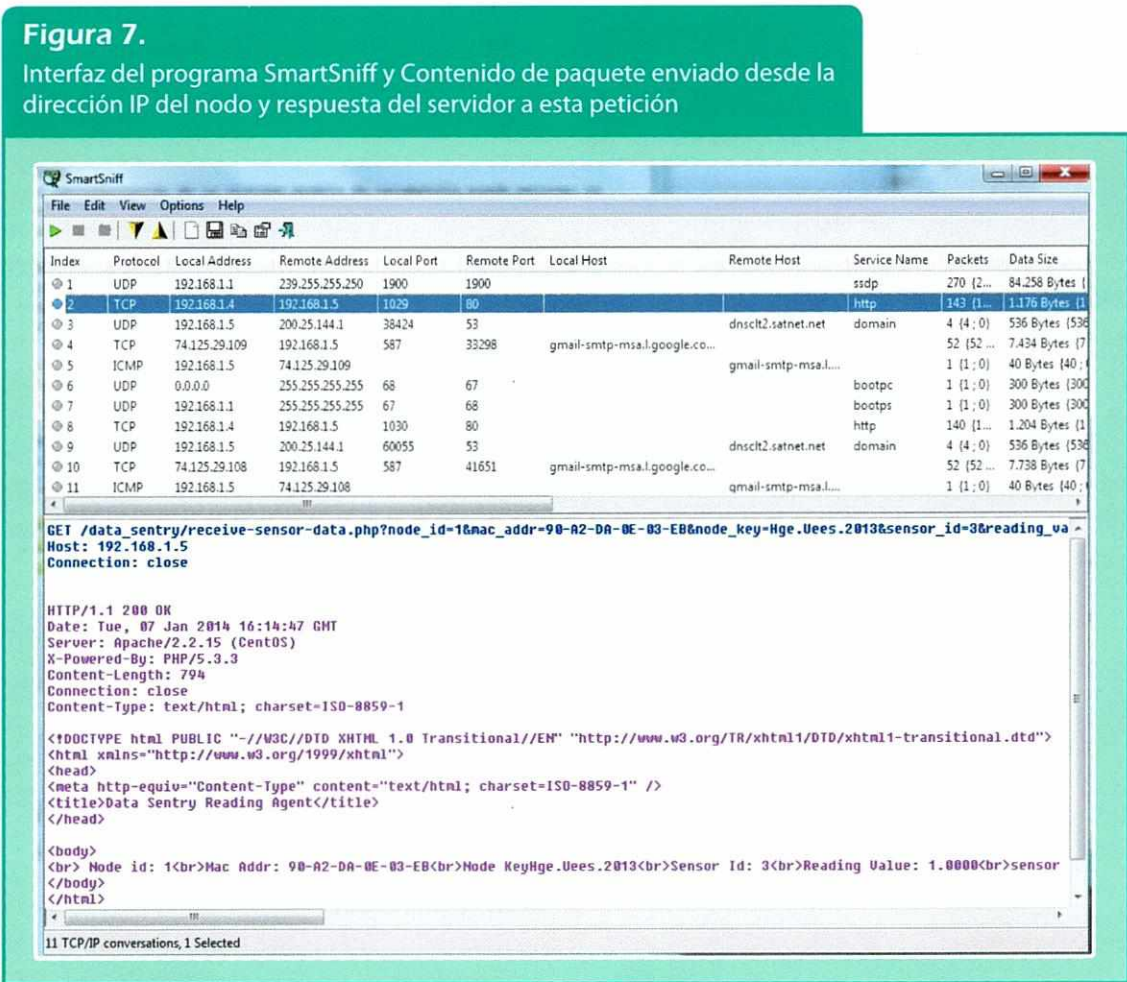 Figura 7.
Interfaz del programa SmartSniff y Contenido de paquete enviado desde la
dirección IP del nodo y respuesta del servidor a esta petición
SmartSniff
File Edit View Options Help
Index Protocol Local Address Remote Address Local Port Remote Port Local Host Remote Host Service Name Packets Data Size
1 UDP 192.168.1.1 239.255.255.250 1900 1900 ssdp 270 {2... 84.258 Bytes {
2 TCP 192.168.1.4 192.168.1.5 1029 80 http 143 {1... 1.176 Bytes {1
3 UDP 192.168.1.5 200.25.144.1 38424 53 dnsclt2.satnet.net domain 4 {4 ; 0} 536 Bytes {536
4 TCP 74.125.29.109 192.168.1.5 587 33298 gmail-smtp-msa.l.google.co... 52 {52 ... 7.434 Bytes {7
5 ICMP 192.168.1.5 74.125.29.109 gmail-smtp-msa.l.... 1 {1 ; 0} 40 Bytes {40 ;
6 UDP 0.0.0.0 255.255.255.255 68 67 bootpc 1 {1 ; 0} 300 Bytes {300
7 UDP 192.168.1.1 255.255.255.255 67 68 bootps 1 {1 ; 0} 300 Bytes {300
8 TCP 192.168.1.4 192.168.1.5 1030 80 http 140 {1... 1.204 Bytes {1
9 UDP 192.168.1.5 200.25.144.1 60055 53 dnsclt2.satnet.net domain 4 {4 ; 0} 536 Bytes {536
10 TCP 74.125.29.108 192.168.1.5 587 41651 gmail-smtp-msa.l.google.co... 52 {52 ... 7.738 Bytes {7
11 ICMP 192.168.1.5 74.125.29.108 gmail-smtp-msa.l.... 1 {1 ; 0} 40 Bytes {40 ;
GET /data_sentry/receive-sensor-data.php?node_id=1&mac_addr=90-A2-DA-0E-03-EB&node_key=Hge.Uees.2013&sensor_id=3&reading_va
Host: 192.168.1.5
Connection: close
HTTP/1.1 200 OK
Date: Tue, 07 Jan 2014 16:14:47 GMT
Server: Apache/2.2.15 (CentOS)
X-Powered-By: PHP/5.3.3
Content-Length: 794
Connection: close
Content-Type: text/html; charset=ISO-8859-1
<!DOCTYPE html PUBLIC "-//W3C//DTD XHTML 1.0 Transitional//EN" "http://www.w3.org/TR/xhtml1/DTD/xhtml1-transitional.dtd">
<html xmlns="http://www.w3.org/1999/xhtml">
<head>
<meta http-equiv="Content-Type" content="text/html; charset=ISO-8859-1" />
<title>Data Sentry Reading Agent</title>
</head>
<body>
<br> Node id: 1<br>Mac Addr: 90-A2-DA-0E-03-EB<br>Node KeyHge.Uees.2013<br>Sensor Id: 3<br>Reading Value: 1.0000<br>sensor
</body>
</html>
11 TCP/IP conversations, 1 Selected